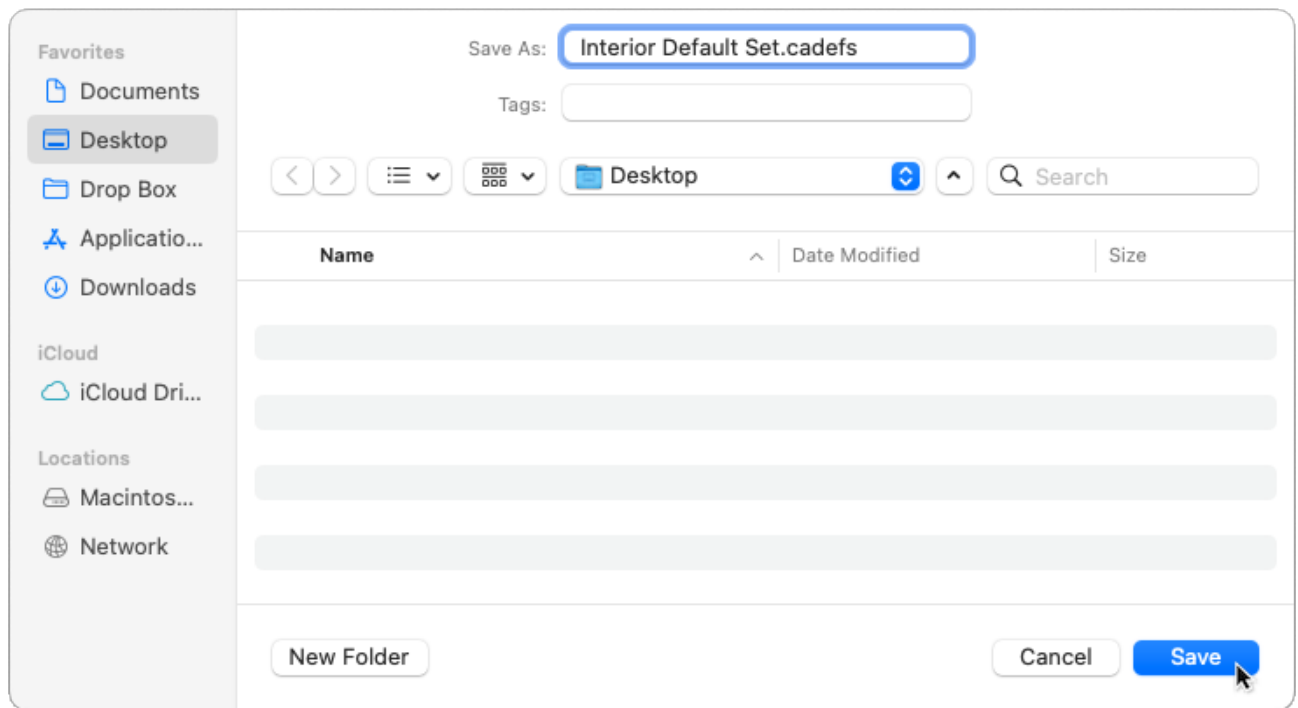 Favorites
Documents
Desktop
Drop Box
Applicatio...
Downloads
iCloud
iCloud Dri...
Locations
Macintos...
Network
Save As: Interior Default Set.cadefs
Tags:
Desktop
Search
Name Date Modified Size
New Folder Cancel Save